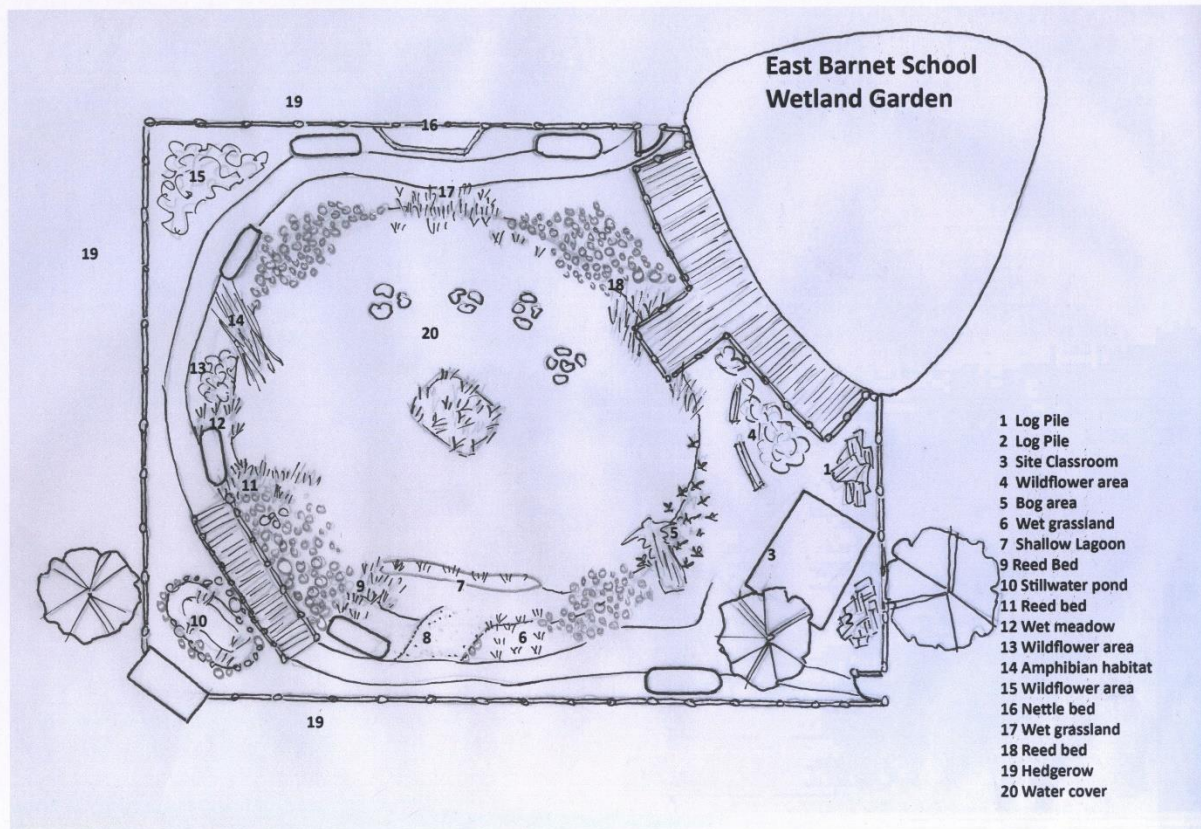 East Barnet School
Wetland Garden
19
16
15
17
19
18
14
20
13
12
4
1
11
5
3
9
7
10
8
6
2
19
1 Log Pile
2 Log Pile
3 Site Classroom
4 Wildflower area
5 Bog area
6 Wet grassland
7 Shallow Lagoon
9 Reed Bed
10 Stillwater pond
11 Reed bed
12 Wet meadow
13 Wildflower area
14 Amphibian habitat
15 Wildflower area
16 Nettle bed
17 Wet grassland
18 Reed bed
19 Hedgerow
20 Water cover